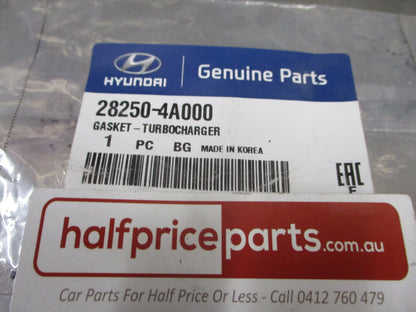 HYUNDAI
Genuine Parts
28250-4A000
GASKET-TURBOCHARGER
1 PC BG MADE IN KOREA
EAC
halfpriceparts.com.au
Car Parts For Half Price Or Less - Call 0412 760 479